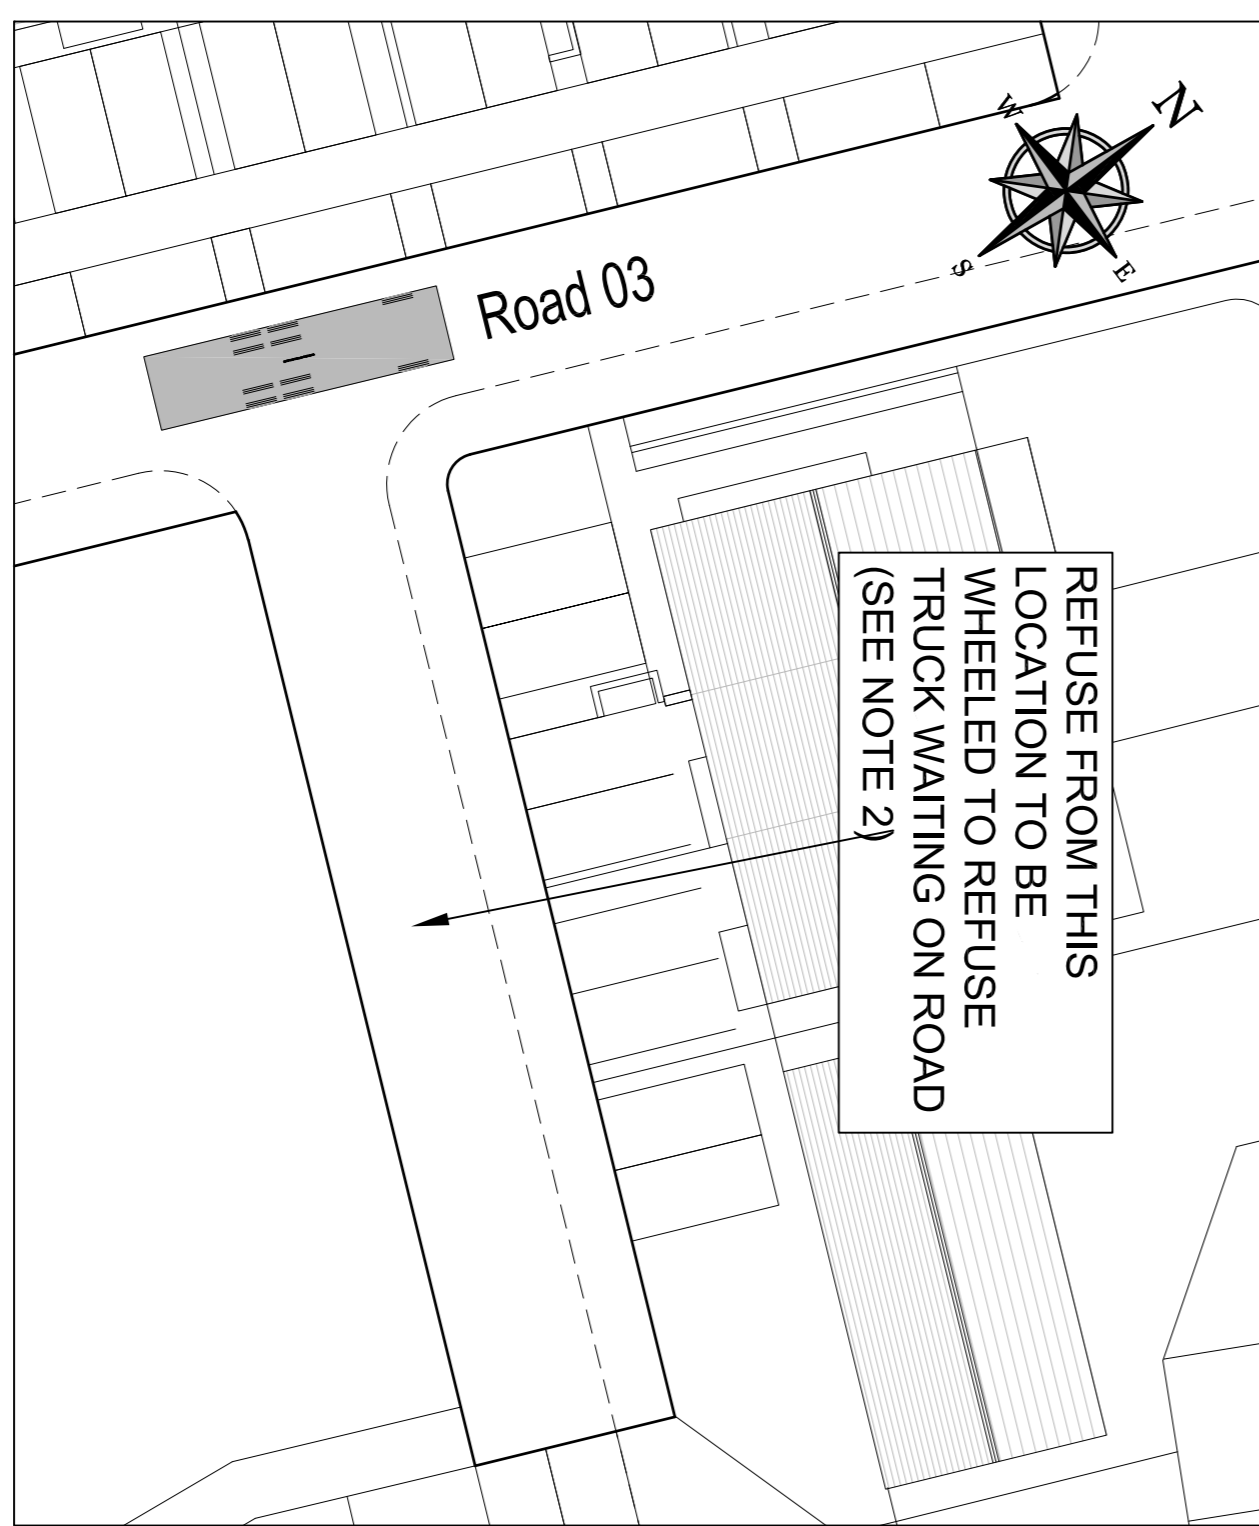 N
W
E
S
Road 03
REFUSE FROM THIS
LOCATION TO BE
WHEELED TO REFUSE
TRUCK WAITING ON ROAD
(SEE NOTE 2)